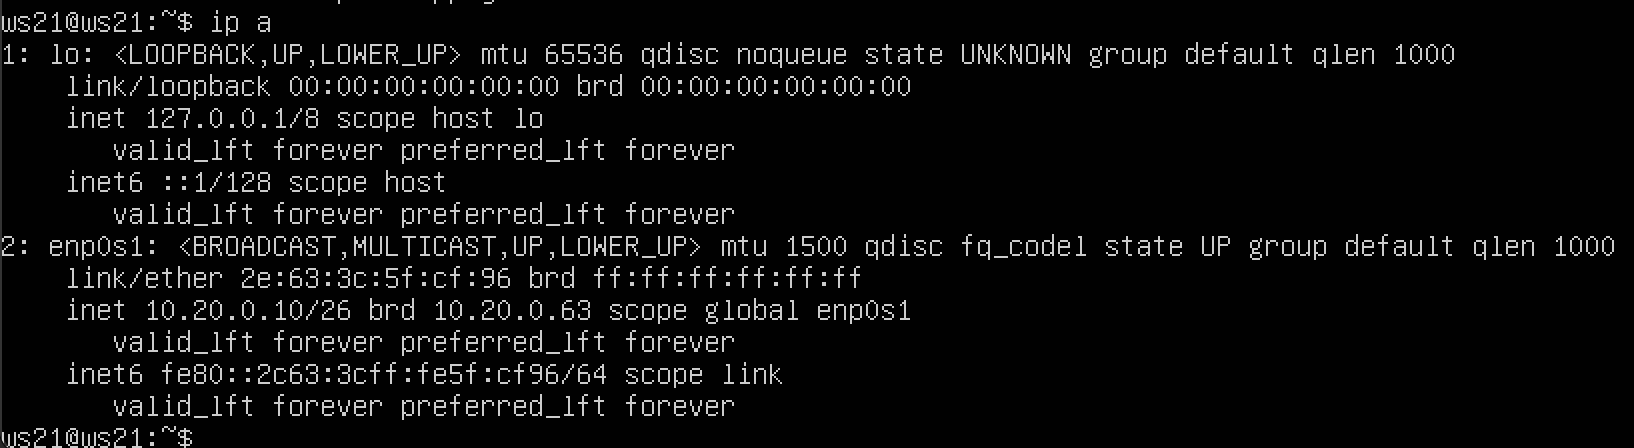 ws21@ws21:~$ ip a
1: lo: <LOOPBACK,UP,LOWER_UP> mtu 65536 qdisc noqueue state UNKNOWN group default qlen 1000
    link/loopback 00:00:00:00:00:00 brd 00:00:00:00:00:00
    inet 127.0.0.1/8 scope host lo
       valid_lft forever preferred_lft forever
    inet6 ::1/128 scope host
       valid_lft forever preferred_lft forever
2: enp0s1: <BROADCAST,MULTICAST,UP,LOWER_UP> mtu 1500 qdisc fq_codel state UP group default qlen 1000
    link/ether 2e:63:3c:5f:cf:96 brd ff:ff:ff:ff:ff:ff
    inet 10.20.0.10/26 brd 10.20.0.63 scope global enp0s1
       valid_lft forever preferred_lft forever
    inet6 fe80::2c63:3cff:fe5f:cf96/64 scope link
       valid_lft forever preferred_lft forever
ws21@ws21:~$